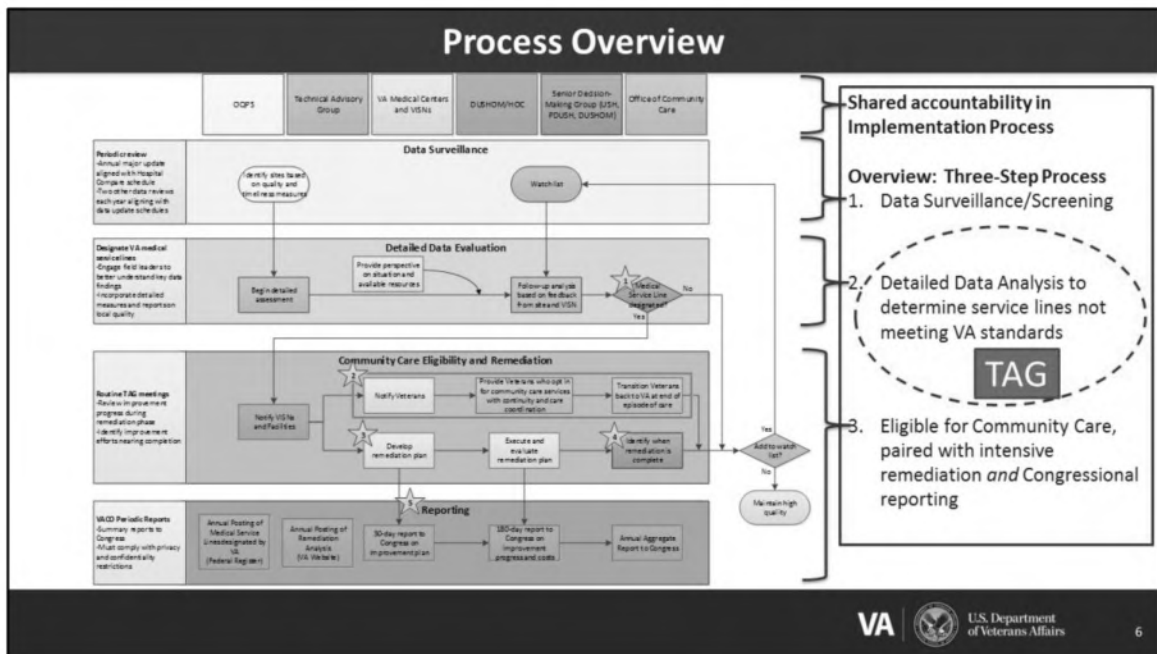 Process Overview
OQPS
Technical Advisory
Group
VA Medical Centers
and VISNs
DUSHOM/HOC
Senior Decision-
Making Group (USH,
PDUSH, DUSHOM)
Office of Community
Care
Periodic review
-Annual major update
aligned with Hospital
Compare schedule
-Two other data reviews
each year aligning with
data update schedules
Data Surveillance
Identify sites based
on quality and
timeliness measures
Watch list
Designate VA medical
service lines
-Engage field leaders to
better understand key data
findings
-Incorporate detailed
measures and reports on
local quality
Detailed Data Evaluation
Begin detailed
assessment
Provide perspective
on situation and
available resources
Follow-up analysis
based on feedback
from site and VISN
1
Medical
Service Line
designated?
No
Yes
Routine TAG meetings
-Review improvement
progress during
remediation phase
-Identify improvement
efforts nearing completion
Community Care Eligibility and Remediation
2
Notify VISNs
and Facilities
Notify Veterans
Provide Veterans who opt in
for community care services
with continuity and care
coordination
Transition Veterans
back to VA at end of
episode of care
3
Develop
remediation plan
Execute and
evaluate
remediation plan
4
Identify when
remediation is
complete
Yes
Add to watch
list?
No
Maintain high
quality
VACO Periodic Reports
-Summary reports to
Congress
-Must comply with privacy
and confidentiality
restrictions
5
Reporting
Annual Posting of
Medical Service
Lines designated by
VA
(Federal Register)
Annual Posting of
Remediation
Analysis
(VA Website)
30-day report to
Congress on
improvement plan
180-day report to
Congress on
improvement
progress and costs
Annual Aggregate
Report to Congress
Shared accountability in
Implementation Process
Overview: Three-Step Process
1. Data Surveillance/Screening
2. Detailed Data Analysis to
determine service lines not
meeting VA standards
TAG
3. Eligible for Community Care,
paired with intensive
remediation and Congressional
reporting
VA
U.S. Department
of Veterans Affairs
6